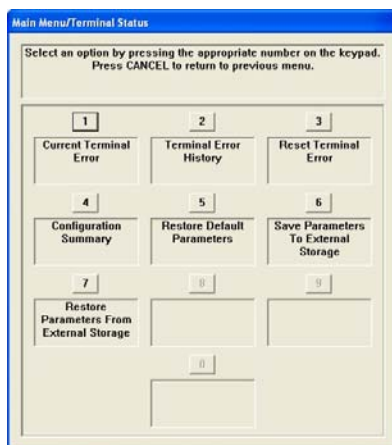 Main Menu/Terminal Status
Select an option by pressing the appropriate number on the keypad.
Press CANCEL to return to previous menu.
1
2
3
Current Terminal
Error
Terminal Error
History
Reset Terminal
Error
4
5
6
Configuration
Summary
Restore Default
Parameters
Save Parameters
To External
Storage
7
8
9
Restore
Parameters From
External Storage
0